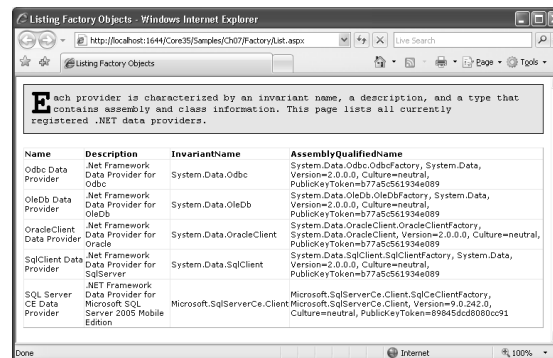 Listing Factory Objects - Windows Internet Explorer
http://localhost:1644/Core35/Samples/Ch07/Factory/List.aspx
Live Search
Listing Factory Objects
Page
Tools
Each provider is characterized by an invariant name, a description, and a type that
contains assembly and class information. This page lists all currently
registered .NET data providers.
Name Description InvariantName AssemblyQualifiedName
Odbc Data Provider .Net Framework Data Provider for Odbc System.Data.Odbc System.Data.Odbc.OdbcFactory, System.Data, Version=2.0.0.0, Culture=neutral, PublicKeyToken=b77a5c561934e089
OleDb Data Provider .Net Framework Data Provider for OleDb System.Data.OleDb System.Data.OleDb.OleDbFactory, System.Data, Version=2.0.0.0, Culture=neutral, PublicKeyToken=b77a5c561934e089
OracleClient Data Provider .Net Framework Data Provider for Oracle System.Data.OracleClient System.Data.OracleClient.OracleClientFactory, System.Data.OracleClient, Version=2.0.0.0, Culture=neutral, PublicKeyToken=b77a5c561934e089
SqlClient Data Provider .Net Framework Data Provider for SqlServer System.Data.SqlClient System.Data.SqlClient.SqlClientFactory, System.Data, Version=2.0.0.0, Culture=neutral, PublicKeyToken=b77a5c561934e089
SQL Server CE Data Provider .NET Framework Data Provider for Microsoft SQL Server 2005 Mobile Edition Microsoft.SqlServerCe.Client Microsoft.SqlServerCe.Client.SqlCeClientFactory, Microsoft.SqlServerCe.Client, Version=9.0.242.0, Culture=neutral, PublicKeyToken=89845dcd8080cc91
Done
Internet
100%